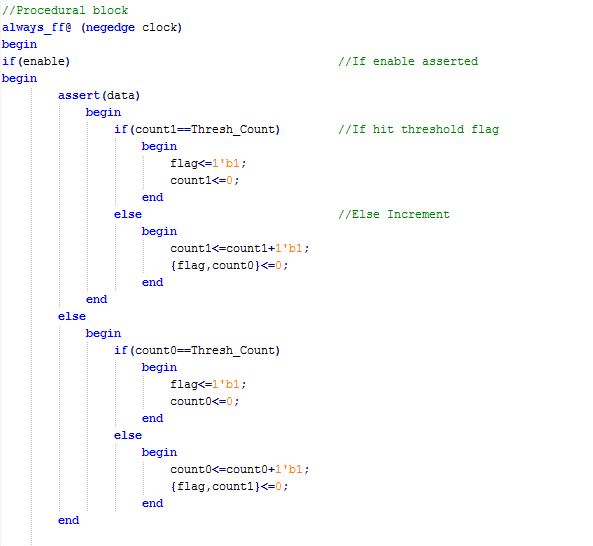 //Procedural block
always_ff@ (negedge clock)
begin
if(enable) //If enable asserted
begin
assert(data)
begin
if(count1==Thresh_Count) //If hit threshold flag
begin
flag<=1'b1;
count1<=0;
end
else //Else Increment
begin
count1<=count1+1'b1;
{flag,count0}<=0;
end
end
else
begin
if(count0==Thresh_Count)
begin
flag<=1'b1;
count0<=0;
end
else
begin
count0<=count0+1'b1;
{flag,count1}<=0;
end
end